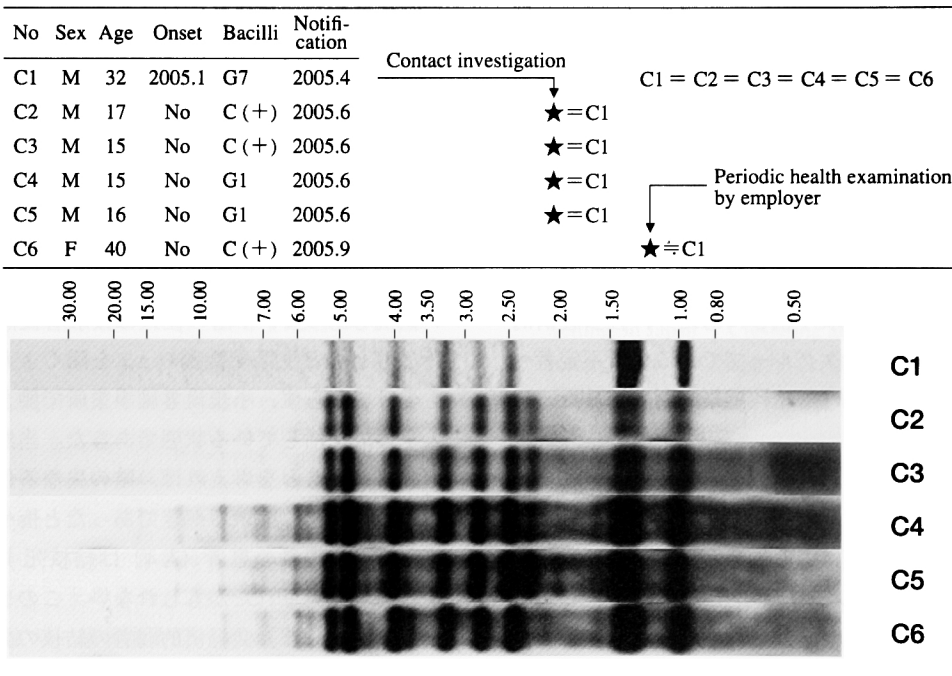 No Sex Age Onset Bacilli Notifi-
cation
C1 M 32 2005.1 G7 2005.4
C2 M 17 No C (+) 2005.6
C3 M 15 No C (+) 2005.6
C4 M 15 No G1 2005.6
C5 M 16 No G1 2005.6
C6 F 40 No C (+) 2005.9
Contact investigation
C1 = C2 = C3 = C4 = C5 = C6
★=C1
★=C1
★=C1
★=C1
Periodic health examination
by employer
★≒C1
30.00 20.00 15.00 10.00 7.00 6.00 5.00 4.00 3.50 3.00 2.50 2.00 1.50 1.00 0.80 0.50
C1
C2
C3
C4
C5
C6